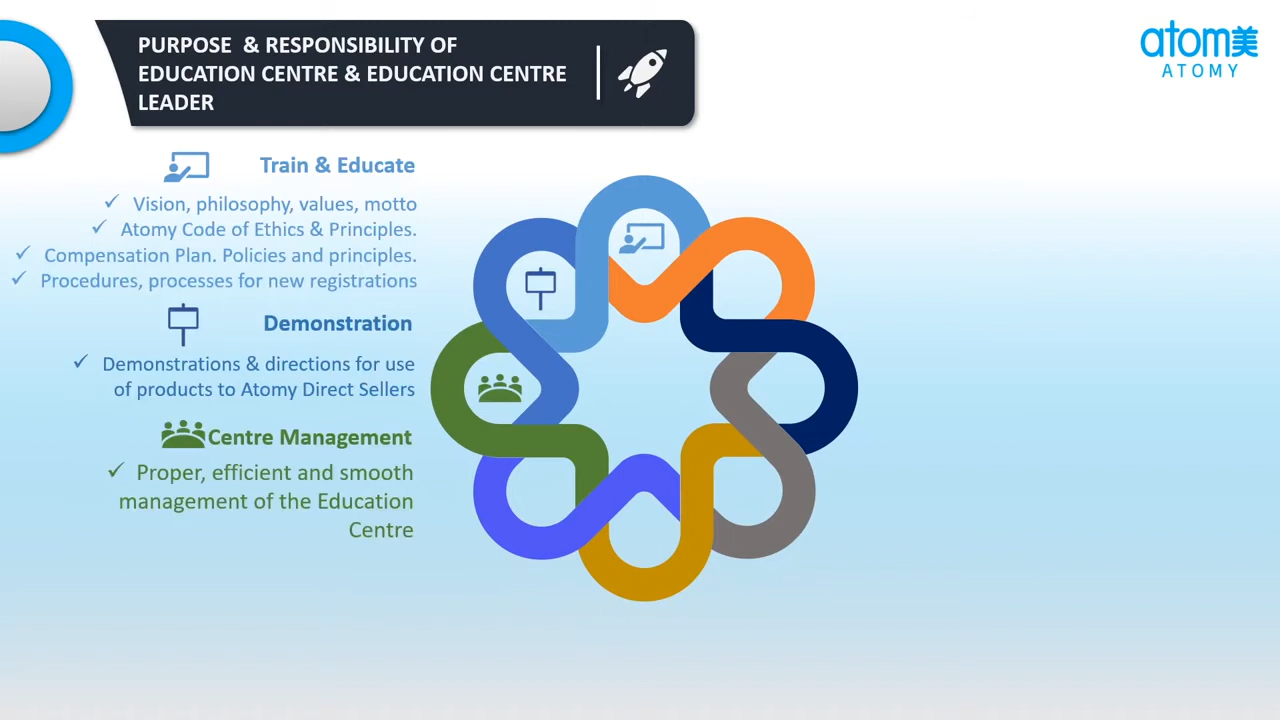 PURPOSE & RESPONSIBILITY OF
EDUCATION CENTRE & EDUCATION CENTRE
LEADER
atom美
ATOMY
Train & Educate
✓ Vision, philosophy, values, motto
✓ Atomy Code of Ethics & Principles.
✓ Compensation Plan. Policies and principles.
✓ Procedures, processes for new registrations
Demonstration
✓ Demonstrations & directions for use
of products to Atomy Direct Sellers
Centre Management
✓ Proper, efficient and smooth
management of the Education
Centre